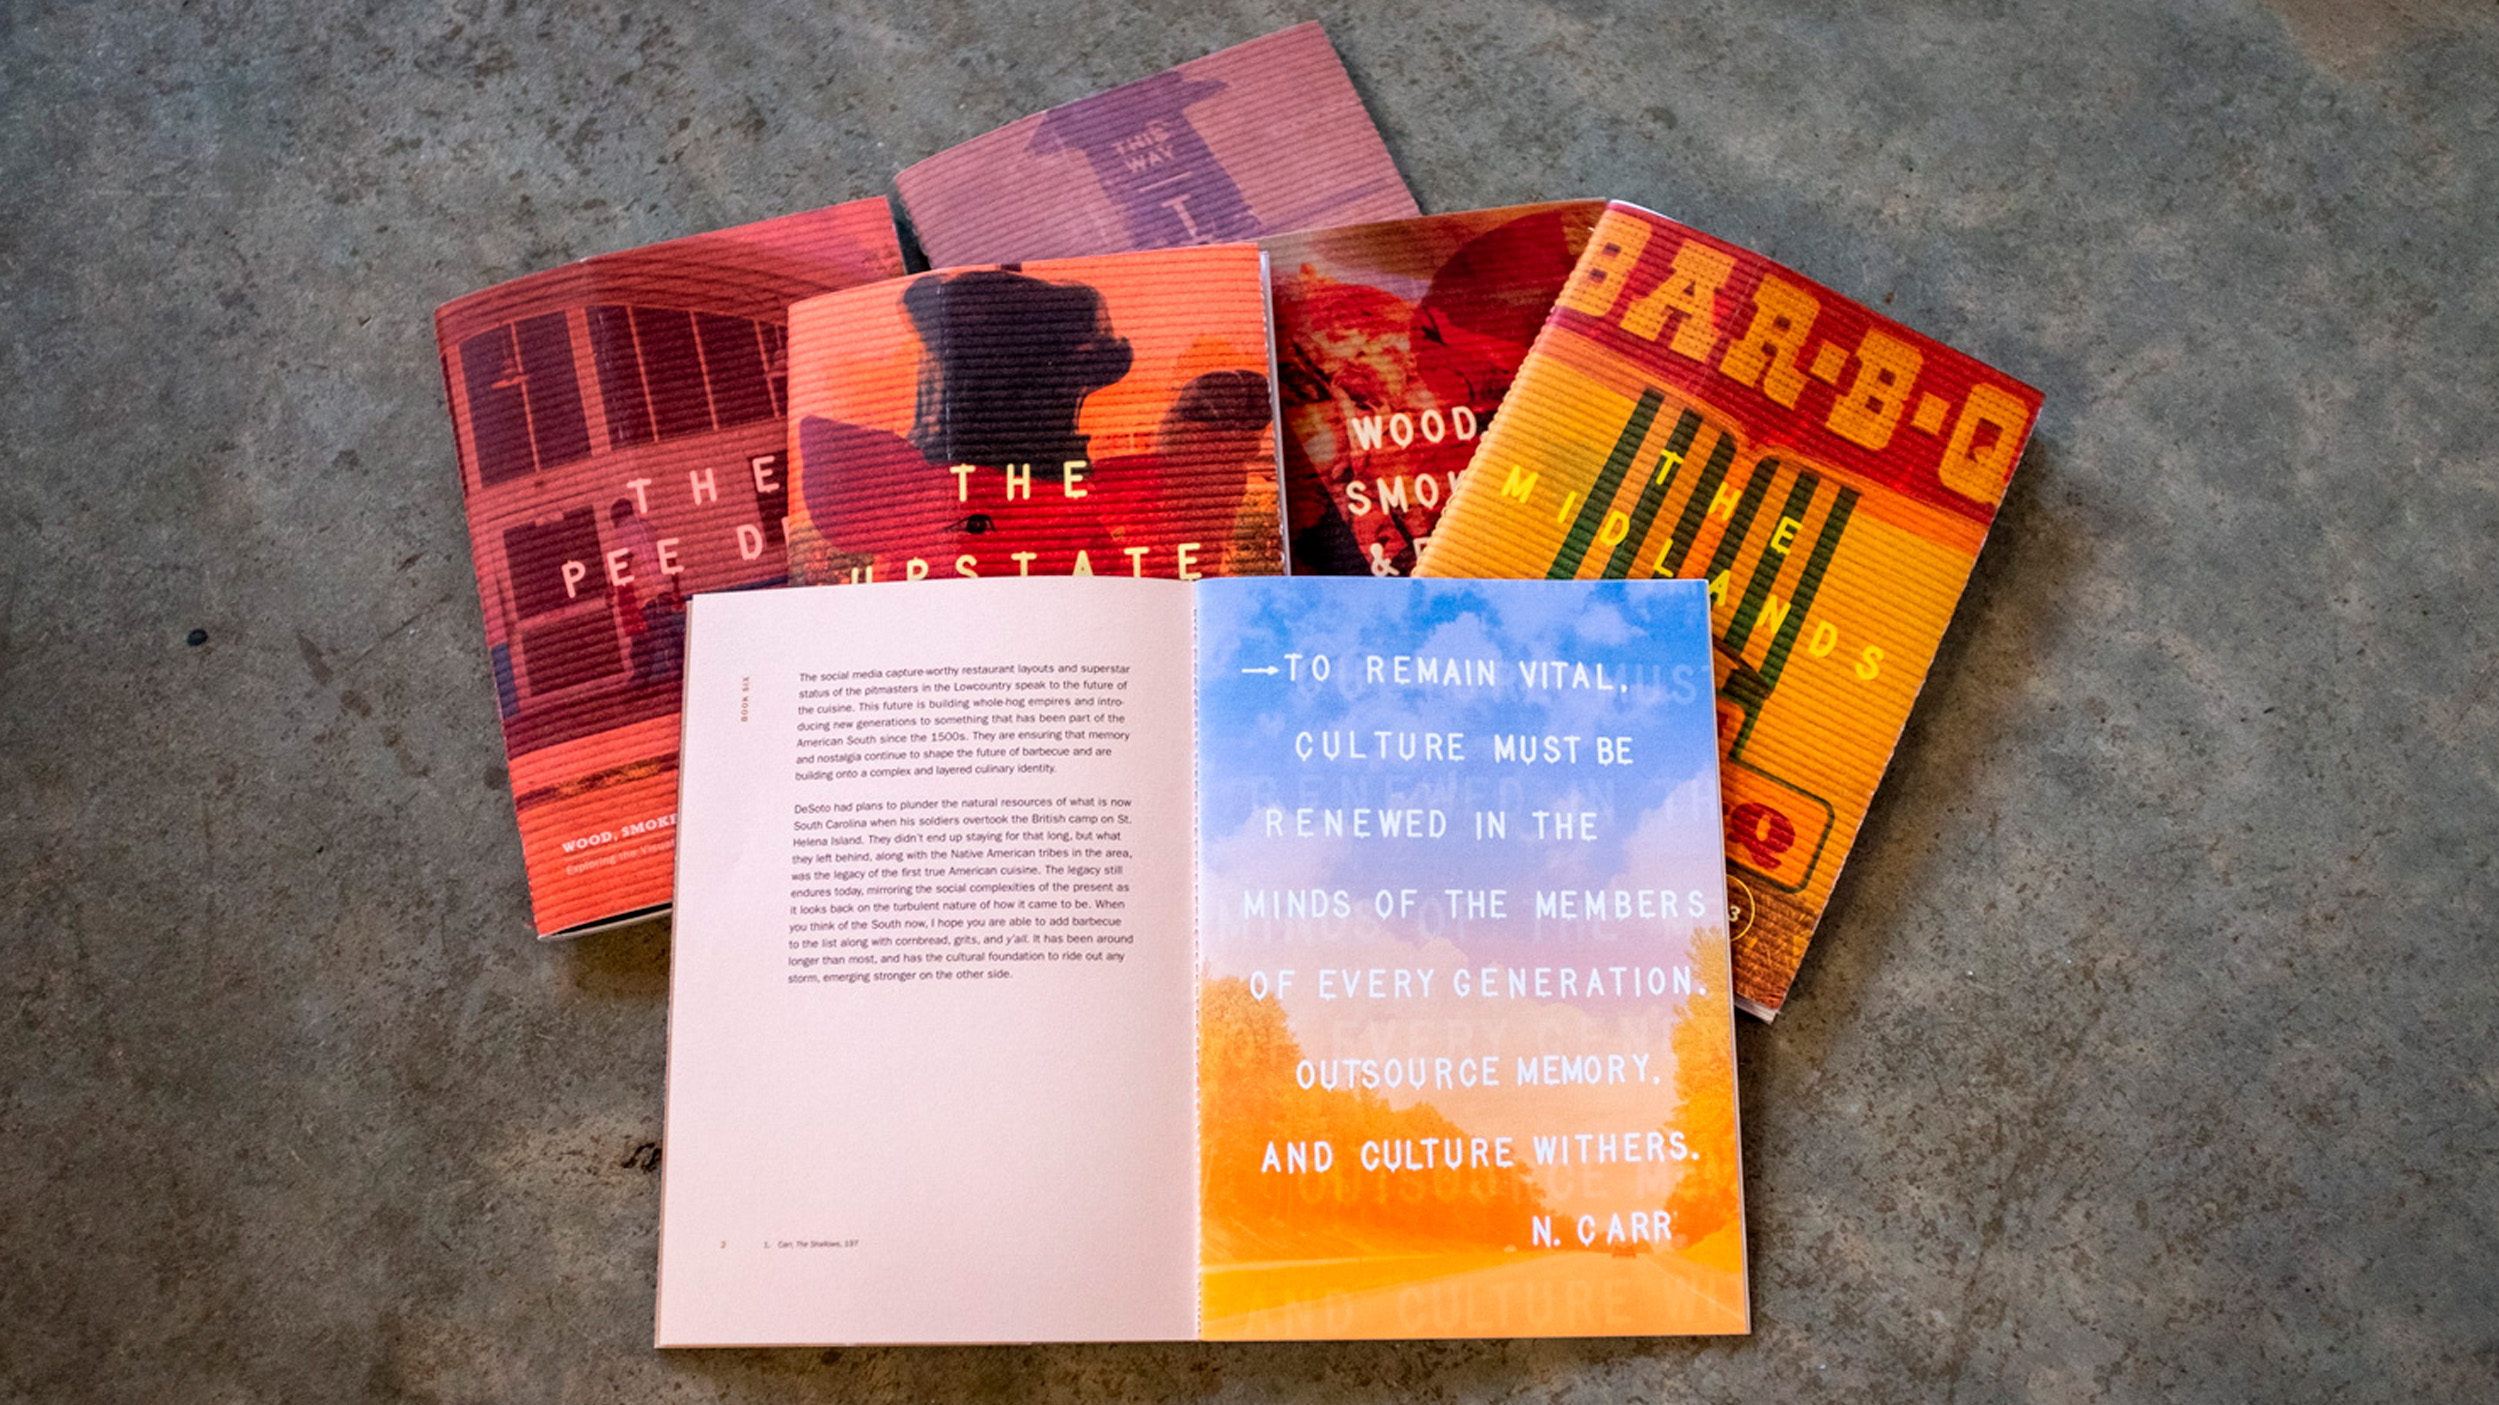 THIS
WAY
T
BAR-B-Q
THE
MIDLANDS
3
WOOD,
SMOK
&
THE
PEE D
WOOD, SMOKE
Exploring the Visual
THE
UPSTATE
BOOK SIX
The social media capture-worthy restaurant layouts and superstar
status of the pitmasters in the Lowcountry speak to the future of
the cuisine. This future is building whole-hog empires and intro-
ducing new generations to something that has been part of the
American South since the 1500s. They are ensuring that memory
and nostalgia continue to shape the future of barbecue and are
building onto a complex and layered culinary identity.
DeSoto had plans to plunder the natural resources of what is now
South Carolina when his soldiers overtook the British camp on St.
Helena Island. They didn't end up staying for that long, but what
they left behind, along with the Native American tribes in the area,
was the legacy of the first true American cuisine. The legacy still
endures today, mirroring the social complexities of the present as
it looks back on the turbulent nature of how it came to be. When
you think of the South now, I hope you are able to add barbecue
to the list along with cornbread, grits, and y'all. It has been around
longer than most, and has the cultural foundation to ride out any
storm, emerging stronger on the other side.
2
1. Carr, The Shallows, 197
→TO REMAIN VITAL,
CULTURE MUST BE
RENEWED IN THE
MINDS OF THE MEMBERS
OF EVERY GENERATION.
OUTSOURCE MEMORY,
AND CULTURE WITHERS.
N. CARR